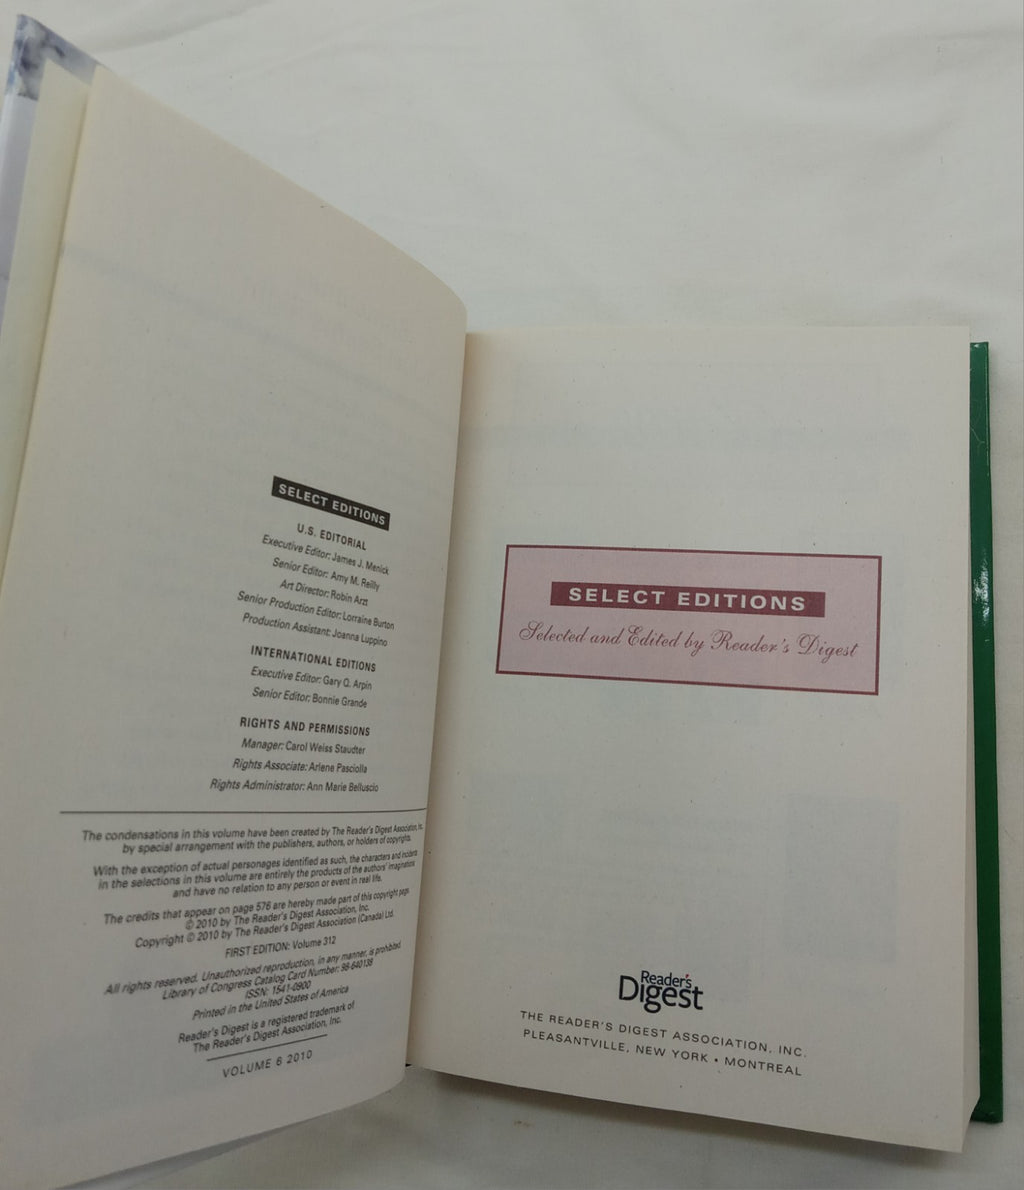 SELECT EDITIONS
U.S. EDITORIAL
Executive Editor: James J. Menick
Senior Editor: Amy M. Reilly
Art Director: Robin Arzt
Senior Production Editor: Lorraine Burton
Production Assistant: Joanna Luppino
INTERNATIONAL EDITIONS
Executive Editor: Gary Q. Arpin
Senior Editor: Bonnie Grande
RIGHTS AND PERMISSIONS
Manager: Carol Weiss Staudter
Rights Associate: Arlene Pasciolla
Rights Administrator: Ann Marie Belluscio
The condensations in this volume have been created by The Reader's Digest Association, Inc.
by special arrangement with the publishers, authors, or holders of copyrights.
With the exception of actual personages identified as such, the characters and incidents
in the selections in this volume are entirely the products of the authors' imaginations
and have no relation to any person or event in real life.
The credits that appear on page 576 are hereby made part of this copyright page.
© 2010 by The Reader's Digest Association, Inc.
Copyright © 2010 by The Reader's Digest Association (Canada) Ltd.
FIRST EDITION: Volume 312
All rights reserved. Unauthorized reproduction, in any manner, is prohibited.
Library of Congress Catalog Card Number: 98-640138
ISSN: 1541-0900
Printed in the United States of America
Reader's Digest is a registered trademark of
The Reader's Digest Association, Inc.
VOLUME 6 2010
SELECT EDITIONS
Selected and Edited by Reader's Digest
Reader's
Digest
THE READER'S DIGEST ASSOCIATION, INC.
PLEASANTVILLE, NEW YORK • MONTREAL